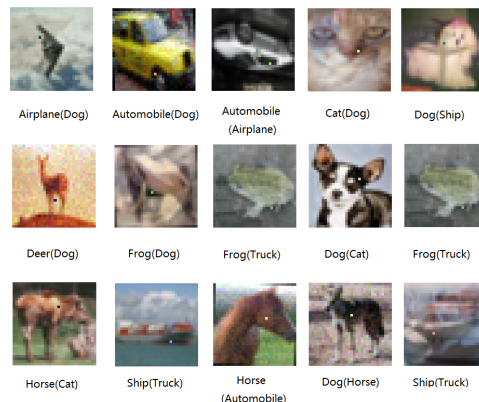 Airplane(Dog) Automobile(Dog) Automobile Cat(Dog) Dog(Ship)
(Airplane)
Deer(Dog) Frog(Dog) Frog(Truck) Dog(Cat) Frog(Truck)
Horse(Cat) Ship(Truck) Horse Dog(Horse) Ship(Truck)
(Automobile)